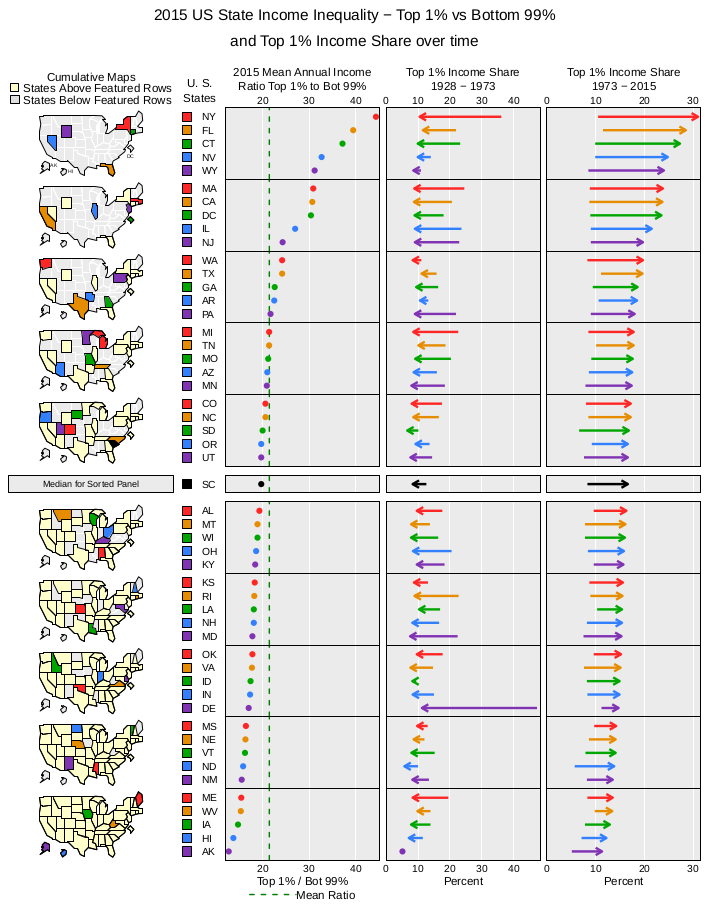 2015 US State Income Inequality − Top 1% vs Bottom 99%
and Top 1% Income Share over time
Cumulative Maps
States Above Featured Rows
States Below Featured Rows
U. S.
States
2015 Mean Annual Income
Ratio Top 1% to Bot 99%
Top 1% Income Share
1928 − 1973
Top 1% Income Share
1973 − 2015
20 30 40
0 10 20 30 40
0 10 20 30
AK HI DC
NY
FL
CT
NV
WY
MA
CA
DC
IL
NJ
WA
TX
GA
AR
PA
MI
TN
MO
AZ
MN
CO
NC
SD
OR
UT
Median for Sorted Panel
SC
AL
MT
WI
OH
KY
KS
RI
LA
NH
MD
OK
VA
ID
IN
DE
MS
NE
VT
ND
NM
ME
WV
IA
HI
AK
20 30 40
0 10 20 30 40
0 10 20 30
Top 1% / Bot 99%
Percent
Percent
Mean Ratio